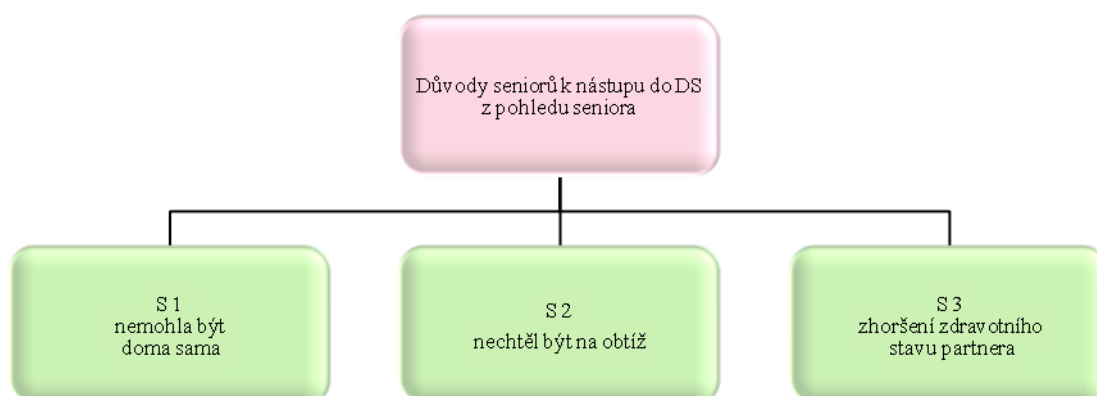 Důvody seniorů k nástupu do DS
z pohledu seniora
S 1
nemohla být
doma sama
S 2
nechtěl být na obtíž
S 3
zhoršení zdravotního
stavu partnera